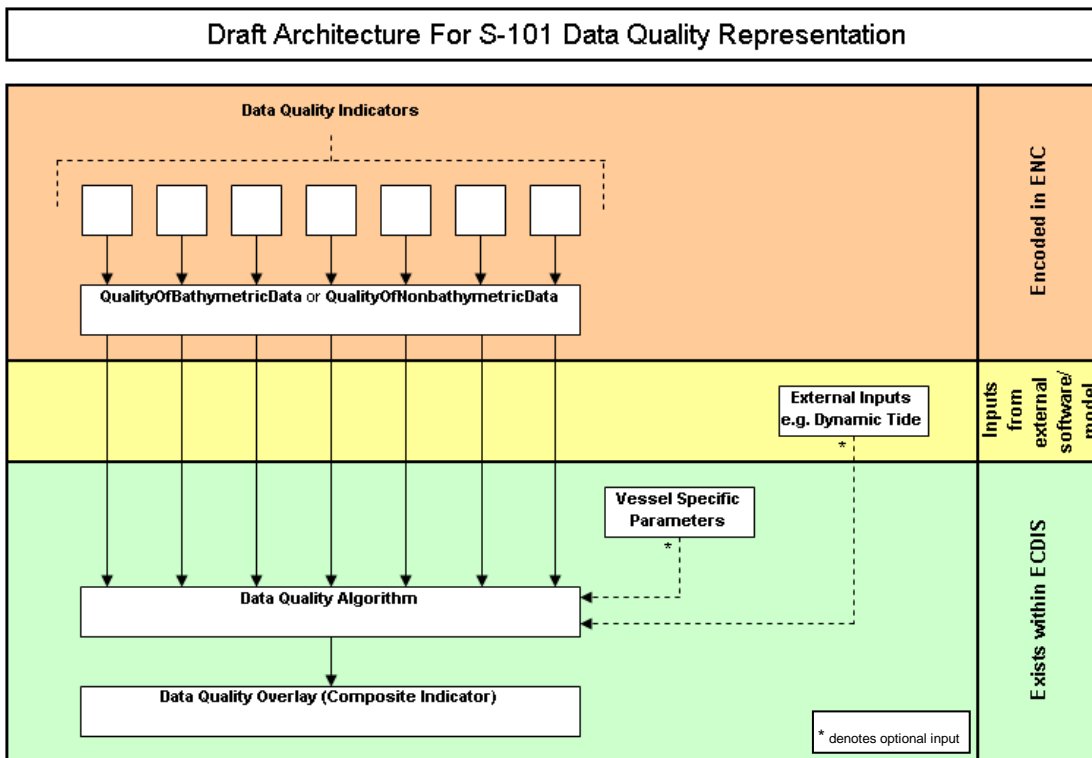 Draft Architecture For S-101 Data Quality Representation
Data Quality Indicators
QualityOfBathymetricData or QualityOfNonbathymetricData
Encoded in ENC
External Inputs
e.g. Dynamic Tide
*
Inputs
from
external
software/
model
Vessel Specific
Parameters
*
Data Quality Algorithm
Data Quality Overlay (Composite Indicator)
Exists within ECDIS
* denotes optional input